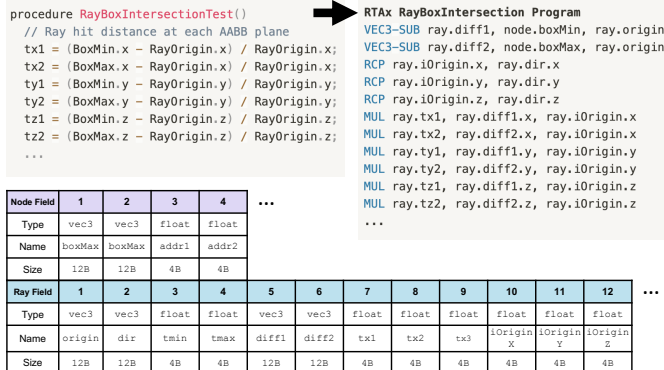 procedure RayBoxIntersectionTest()
// Ray hit distance at each AABB plane
tx1 = (BoxMin.x - RayOrigin.x) / RayOrigin.x;
tx2 = (BoxMax.x - RayOrigin.x) / RayOrigin.x;
ty1 = (BoxMin.y - RayOrigin.y) / RayOrigin.y;
ty2 = (BoxMax.y - RayOrigin.y) / RayOrigin.y;
tz1 = (BoxMin.z - RayOrigin.z) / RayOrigin.z;
tz2 = (BoxMax.z - RayOrigin.z) / RayOrigin.z;
...
RTAx RayBoxIntersection Program
VEC3-SUB ray.diff1, node.boxMin, ray.origin
VEC3-SUB ray.diff2, node.boxMax, ray.origin
RCP ray.iOrigin.x, ray.dir.x
RCP ray.iOrigin.y, ray.dir.y
RCP ray.iOrigin.z, ray.dir.z
MUL ray.tx1, ray.diff1.x, ray.iOrigin.x
MUL ray.tx2, ray.diff2.x, ray.iOrigin.x
MUL ray.ty1, ray.diff1.y, ray.iOrigin.y
MUL ray.ty2, ray.diff2.y, ray.iOrigin.y
MUL ray.tz1, ray.diff1.z, ray.iOrigin.z
MUL ray.tz2, ray.diff2.z, ray.iOrigin.z
...
Node Field 1 2 3 4 ...
Type vec3 vec3 float float
Name boxMax boxMax addr1 addr2
Size 12B 12B 4B 4B
Ray Field 1 2 3 4 5 6 7 8 9 10 11 12 ...
Type vec3 vec3 float float vec3 vec3 float float float float float float
Name origin dir tmin tmax diff1 diff2 tx1 tx2 tx3 iOrigin X iOrigin Y iOrigin Z
Size 12B 12B 4B 4B 12B 12B 4B 4B 4B 4B 4B 4B